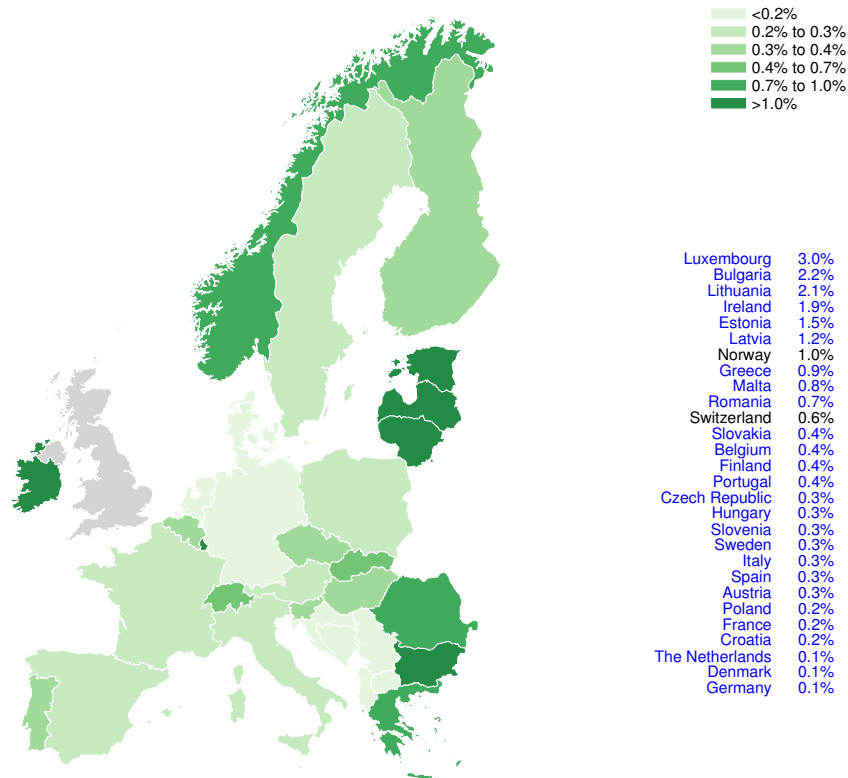 <0.2%
0.2% to 0.3%
0.3% to 0.4%
0.4% to 0.7%
0.7% to 1.0%
>1.0%
Luxembourg 3.0%
Bulgaria 2.2%
Lithuania 2.1%
Ireland 1.9%
Estonia 1.5%
Latvia 1.2%
Norway 1.0%
Greece 0.9%
Malta 0.8%
Romania 0.7%
Switzerland 0.6%
Slovakia 0.4%
Belgium 0.4%
Finland 0.4%
Portugal 0.4%
Czech Republic 0.3%
Hungary 0.3%
Slovenia 0.3%
Sweden 0.3%
Italy 0.3%
Spain 0.3%
Austria 0.3%
Poland 0.2%
France 0.2%
Croatia 0.2%
The Netherlands 0.1%
Denmark 0.1%
Germany 0.1%